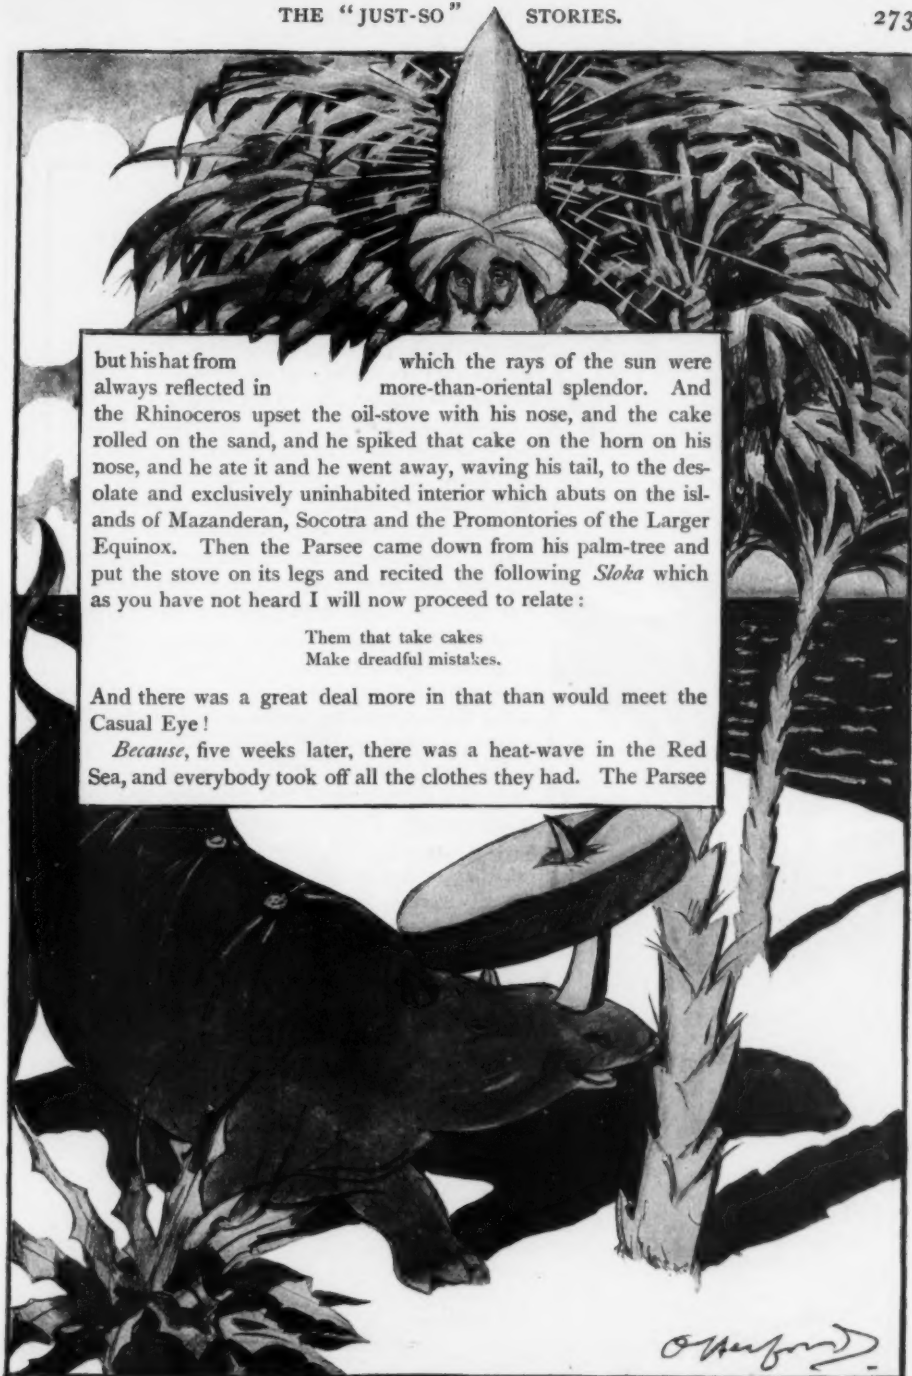 THE "JUST-SO" STORIES. 273
but his hat from which the rays of the sun were
always reflected in more-than-oriental splendor. And
the Rhinoceros upset the oil-stove with his nose, and the cake
rolled on the sand, and he spiked that cake on the horn on his
nose, and he ate it and he went away, waving his tail, to the des-
olate and exclusively uninhabited interior which abuts on the isl-
ands of Mazanderan, Socotra and the Promontories of the Larger
Equinox. Then the Parsee came down from his palm-tree and
put the stove on its legs and recited the following Sloka which
as you have not heard I will now proceed to relate:
Them that take cakes
Make dreadful mistakes.
And there was a great deal more in that than would meet the
Casual Eye!
Because, five weeks later, there was a heat-wave in the Red
Sea, and everybody took off all the clothes they had. The Parsee